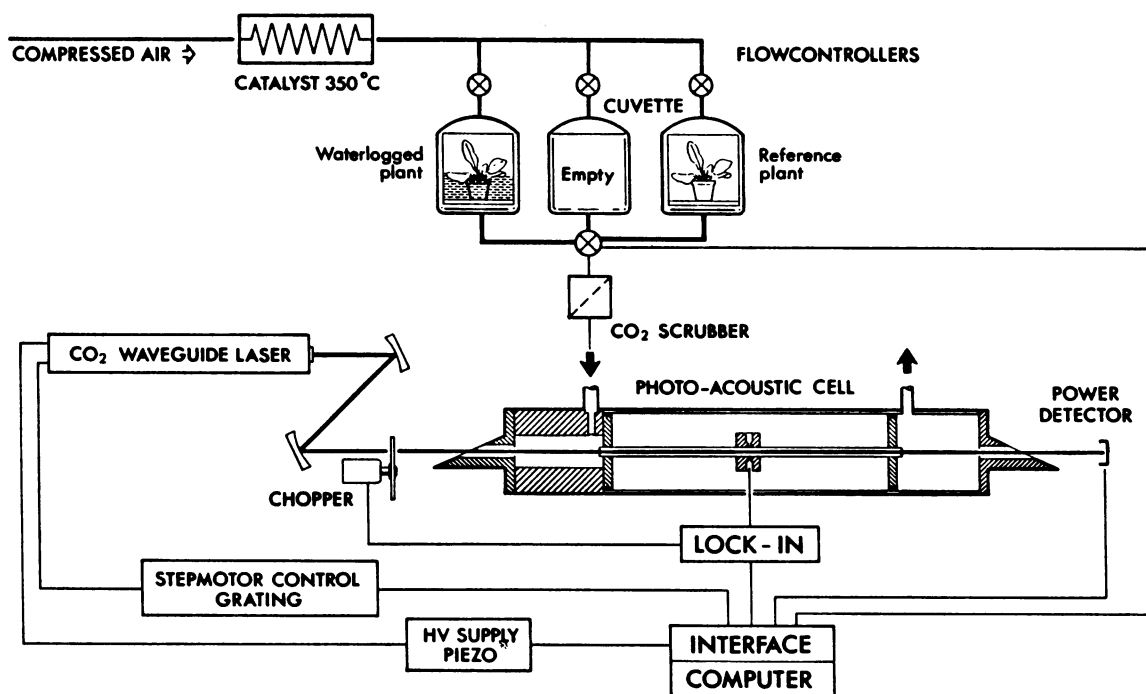 COMPRESSED AIR
CATALYST 350°C
FLOWCONTROLLERS
CUVETTE
Waterlogged
plant
Empty
Reference
plant
CO₂ SCRUBBER
CO₂ WAVEGUIDE LASER
PHOTO-ACOUSTIC CELL
POWER
DETECTOR
CHOPPER
LOCK-IN
STEPMOTOR CONTROL
GRATING
HV SUPPLY
PIEZO
INTERFACE
COMPUTER